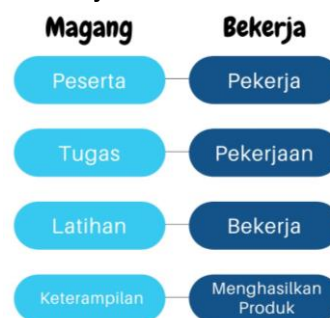 Magang Bekerja
Peserta Pekerja
Tugas Pekerjaan
Latihan Bekerja
Keterampilan Menghasilkan
Produk